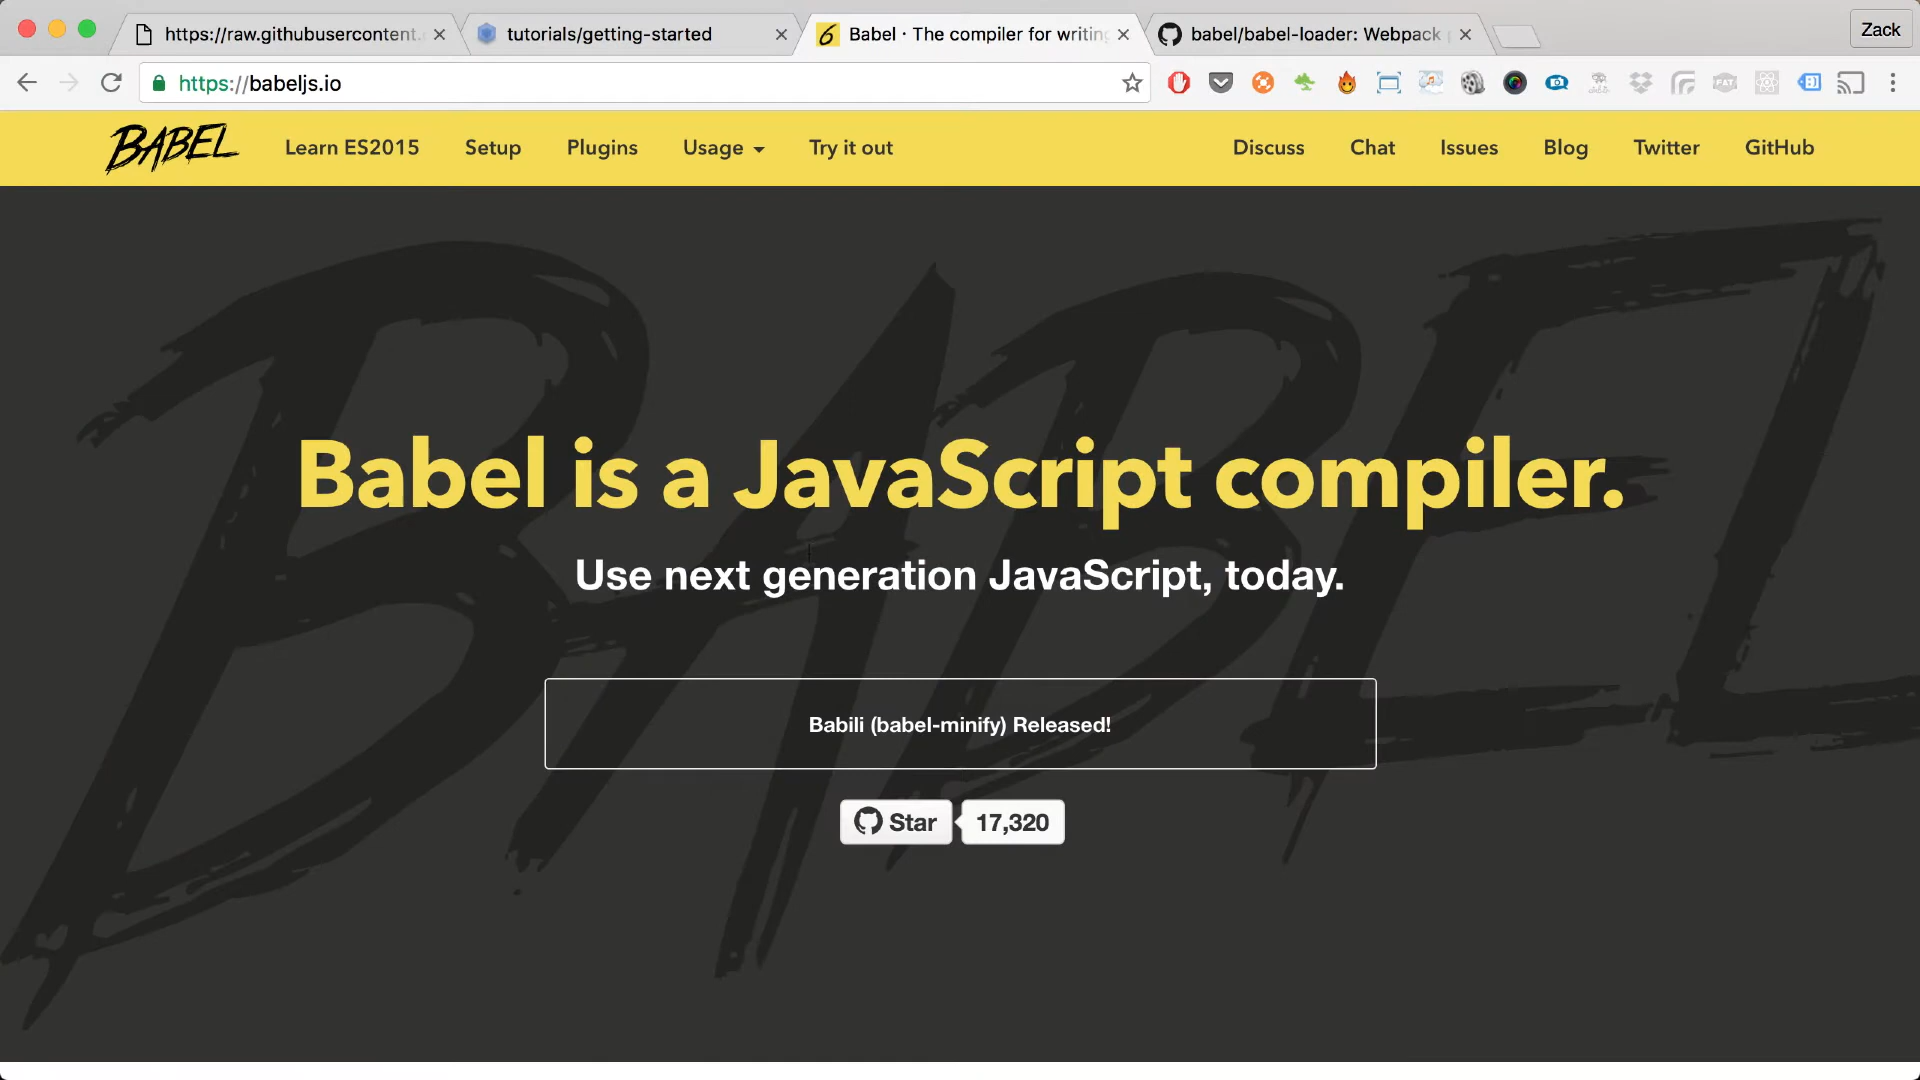 https://raw.githubusercontent.
tutorials/getting-started
Babel · The compiler for writing
babel/babel-loader: Webpack
Zack
https://babeljs.io
BABEL
Learn ES2015
Setup
Plugins
Usage
Try it out
Discuss
Chat
Issues
Blog
Twitter
GitHub
BABEL
Babel is a JavaScript compiler.
Use next generation JavaScript, today.
Babili (babel-minify) Released!
Star
17,320